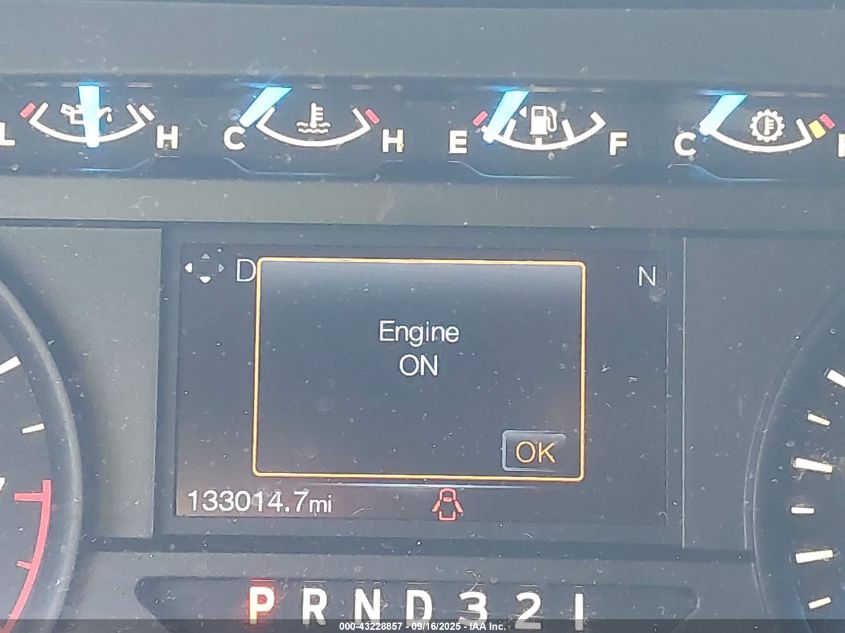 L H C H E F C
D N
Engine
ON
OK
133014.7mi
P R N D 3 2 1
000-43228857 - 09/16/2025 - IAA Inc.